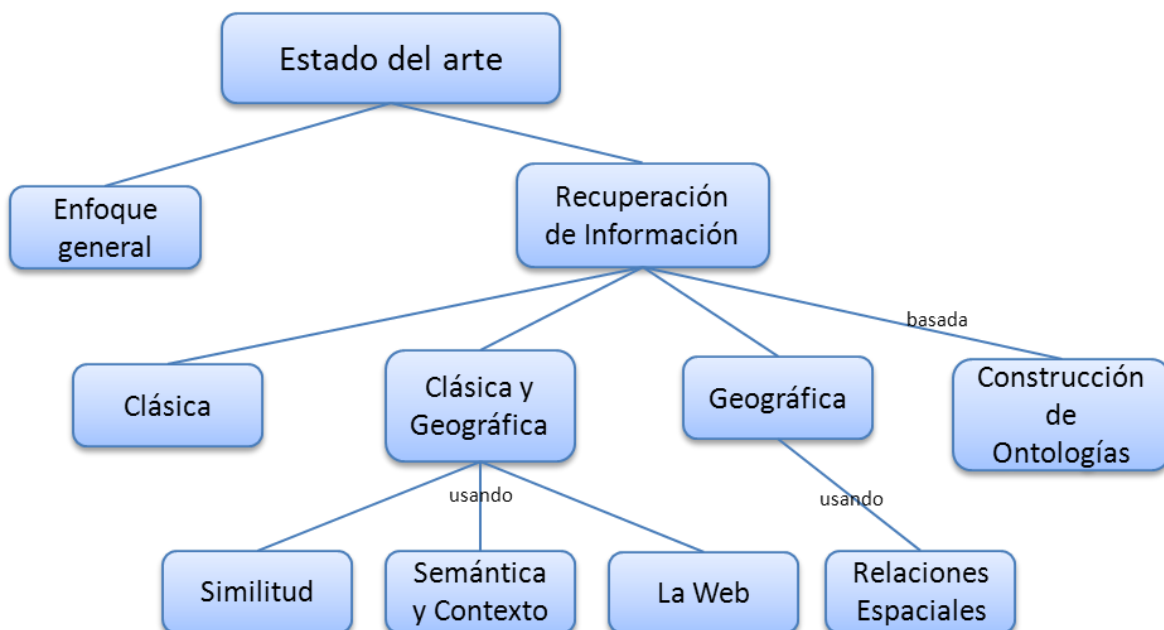 Estado del arte
Enfoque
general
Recuperación
de Información
basada
Clásica
Clásica y
Geográfica
Geográfica
Construcción
de
Ontologías
usando
usando
Similitud
Semántica
y Contexto
La Web
Relaciones
Espaciales